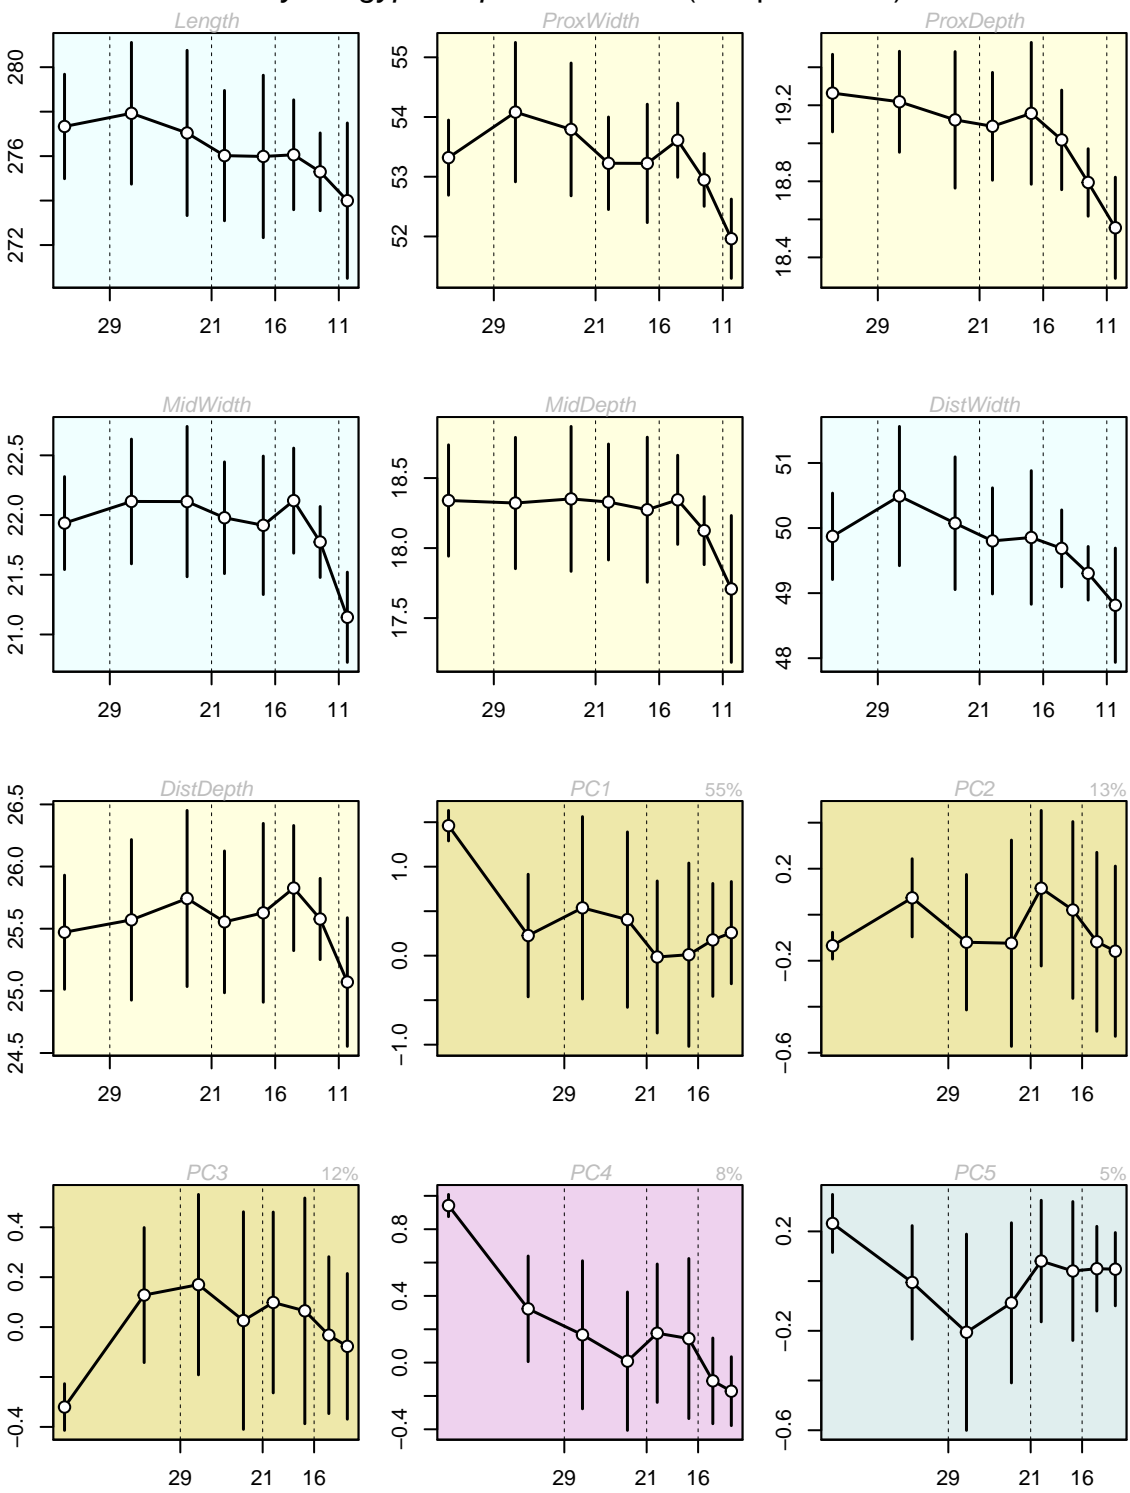 Length ProxWidth ProxDepth
280 276 272
29 21 16 11
55 54 53 52
29 21 16 11
19.2 18.8 18.4
29 21 16 11
MidWidth MidDepth DistWidth
22.5 22.0 21.5 21.0
29 21 16 11
18.5 18.0 17.5
29 21 16 11
51 50 49 48
29 21 16 11
DistDepth PC1 55% PC2 13%
26.5 26.0 25.5 25.0 24.5
29 21 16 11
1.0 0.0 −1.0
29 21 16
0.2 −0.2 −0.6
29 21 16
PC3 12% PC4 8% PC5 5%
0.4 0.2 0.0 −0.4
29 21 16
0.8 0.4 0.0 −0.4
29 21 16
0.2 −0.2 −0.6
29 21 16